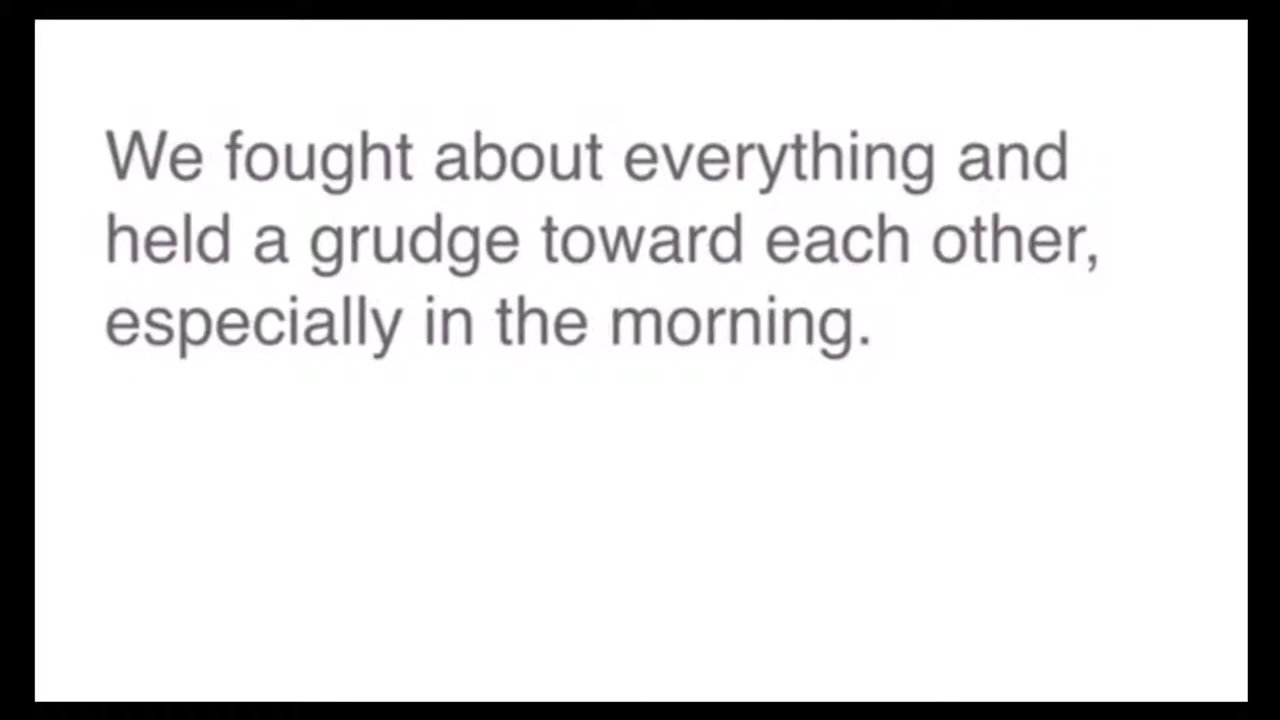 We fought about everything and
held a grudge toward each other,
especially in the morning.